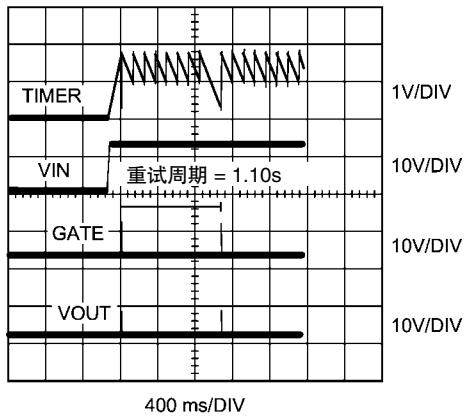 TIMER
1V/DIV
VIN
10V/DIV
重试周期 = 1.10s
GATE
10V/DIV
VOUT
10V/DIV
400 ms/DIV